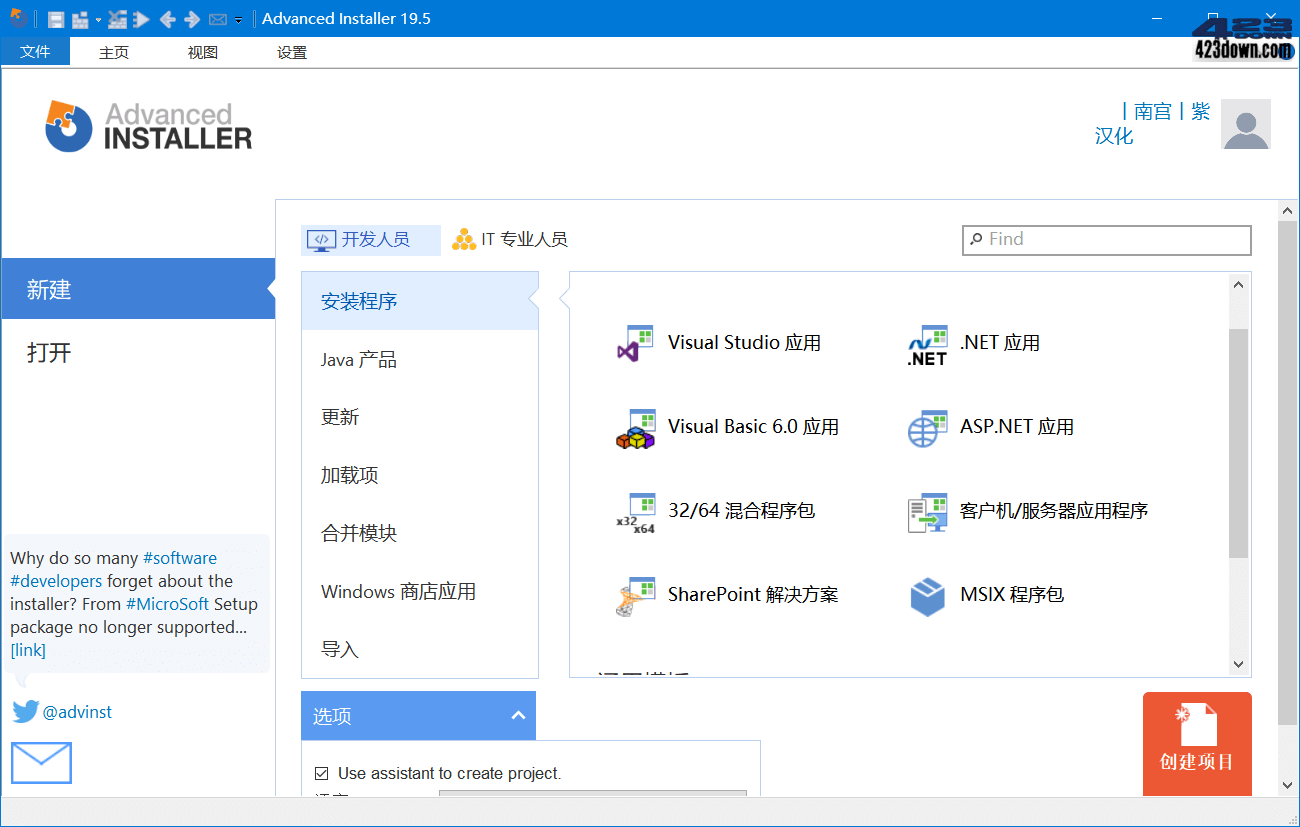 Advanced Installer 19.5
423
423down.com
文件
主页
视图
设置
Advanced
INSTALLER
丨南宫丨紫
汉化
新建
打开
开发人员
IT 专业人员
Find
安装程序
Java 产品
更新
加载项
合并模块
Windows 商店应用
导入
Visual Studio 应用
.NET
.NET 应用
Visual Basic 6.0 应用
ASP.NET 应用
x32
x64
32/64 混合程序包
客户机/服务器应用程序
SharePoint 解决方案
MSIX 程序包
Why do so many #software
#developers forget about the
installer? From #MicroSoft Setup
package no longer supported...
[link]
@advinst
选项
Use assistant to create project.
创建项目